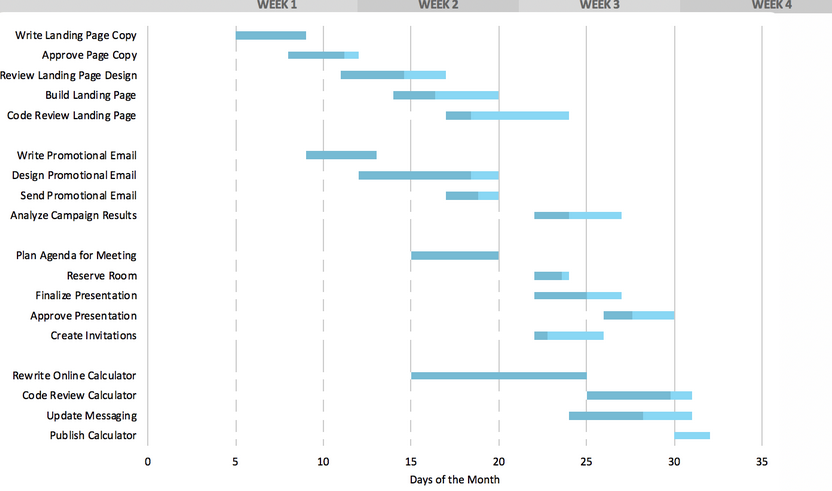 WEEK 1 WEEK 2 WEEK 3 WEEK 4
Write Landing Page Copy
Approve Page Copy
Review Landing Page Design
Build Landing Page
Code Review Landing Page
Write Promotional Email
Design Promotional Email
Send Promotional Email
Analyze Campaign Results
Plan Agenda for Meeting
Reserve Room
Finalize Presentation
Approve Presentation
Create Invitations
Rewrite Online Calculator
Code Review Calculator
Update Messaging
Publish Calculator
0 5 10 15 20 25 30 35
Days of the Month